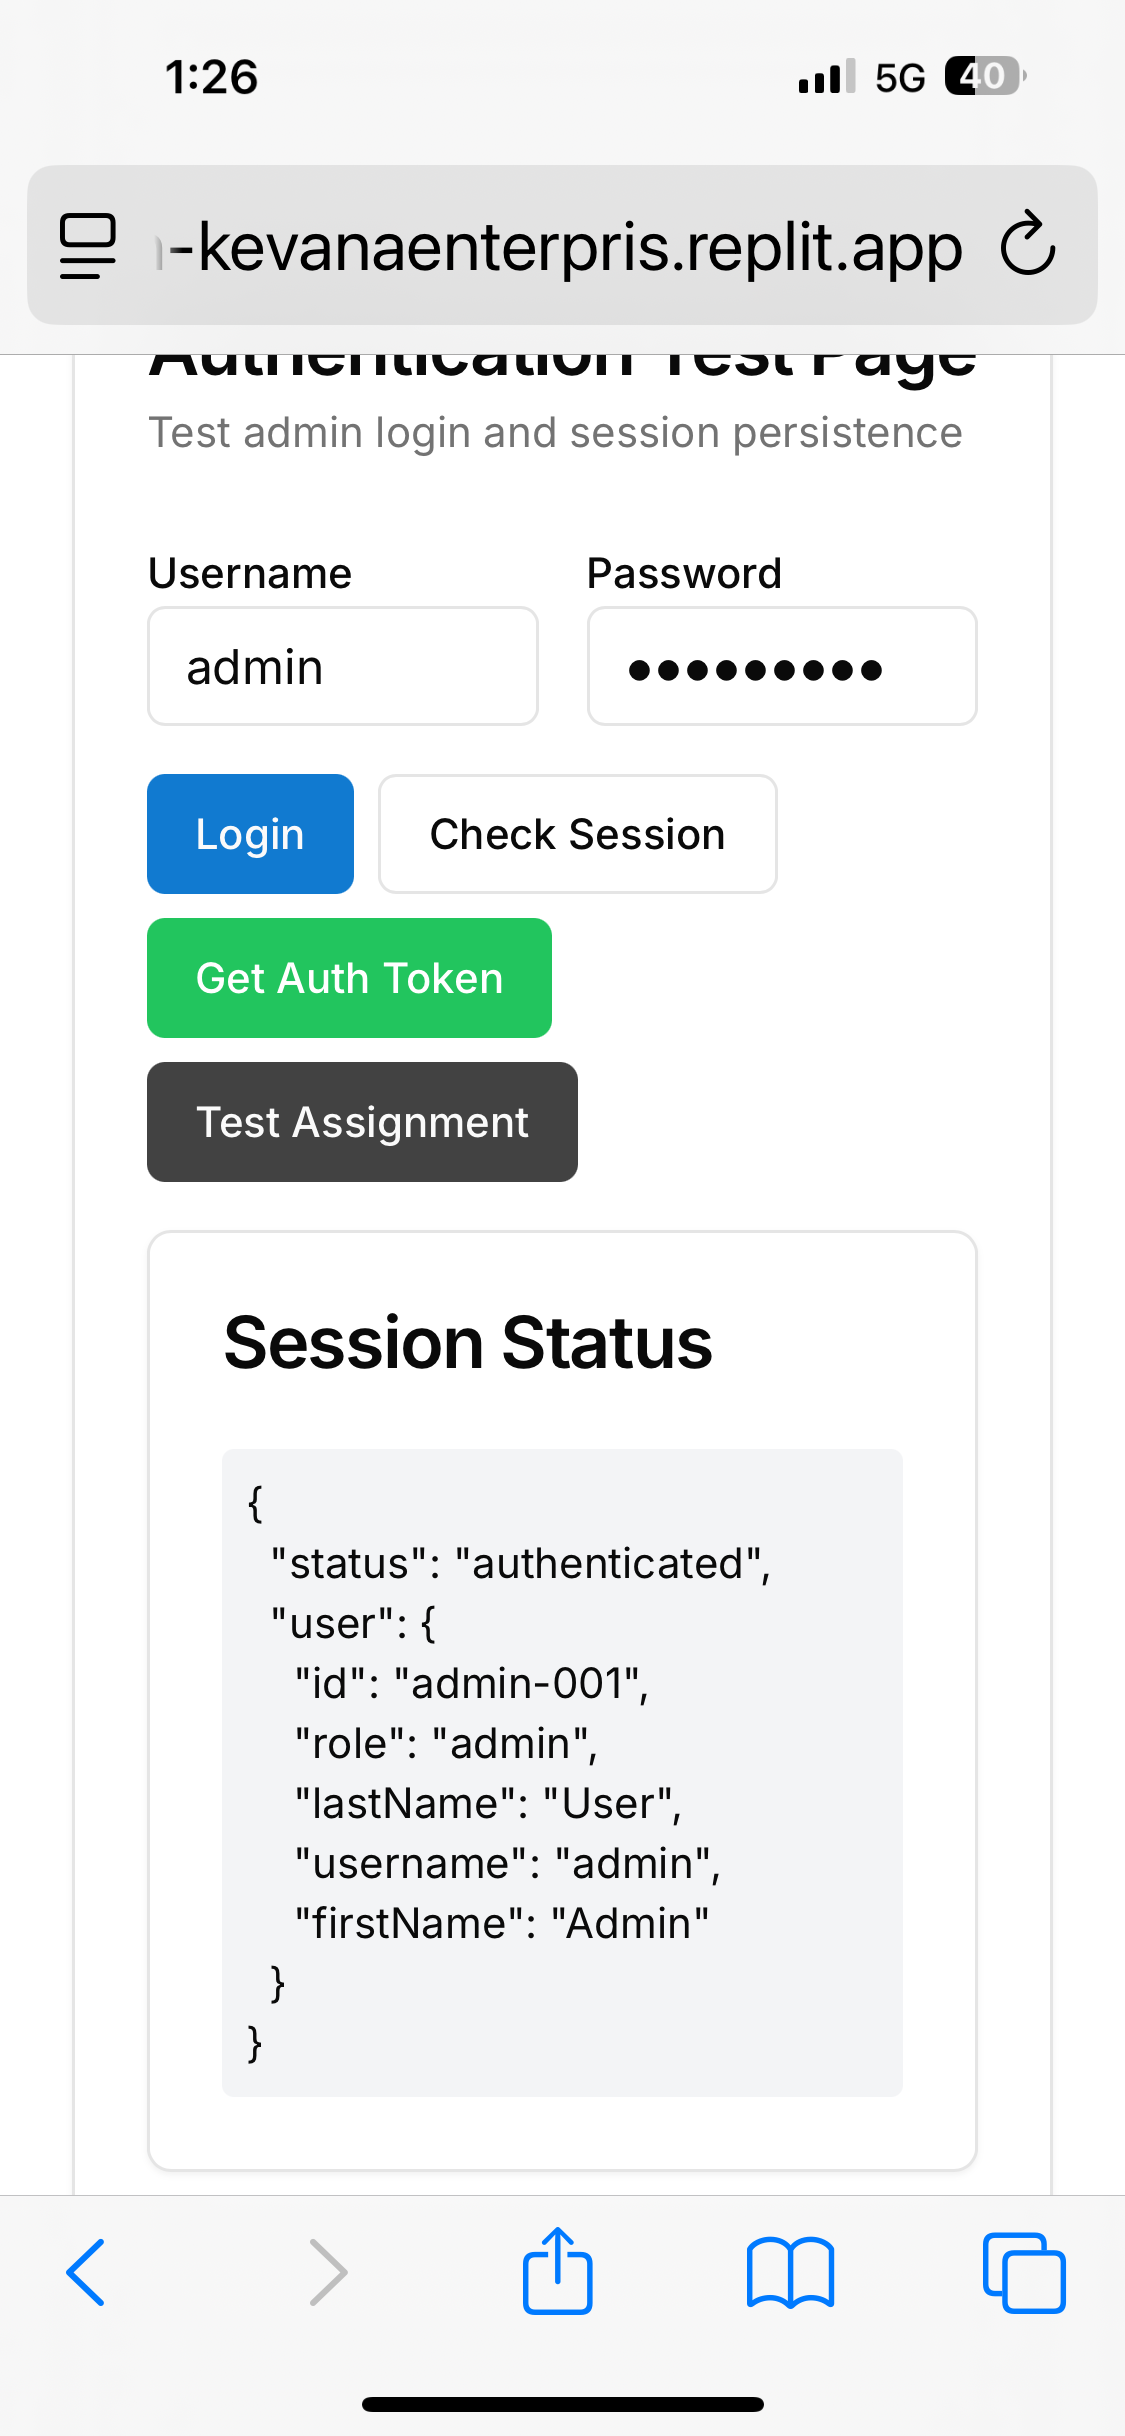 1:26
5G
40
-kevanaenterpris.replit.app
Authentication Test Page
Test admin login and session persistence
Username
Password
admin
•••••••••
Login
Check Session
Get Auth Token
Test Assignment
Session Status
{
"status": "authenticated",
"user": {
"id": "admin-001",
"role": "admin",
"lastName": "User",
"username": "admin",
"firstName": "Admin"
}
}